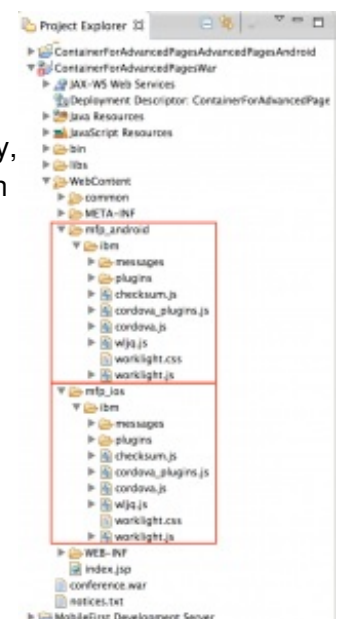 Project Explorer
ContainerForAdvancedPagesAdvancedPagesAndroid
ContainerForAdvancedPagesWar
JAX-WS Web Services
Deployment Descriptor: ContainerForAdvancedPage
Java Resources
JavaScript Resources
bin
libs
y,
n
WebContent
common
META-INF
mfp_android
ibm
messages
plugins
checksum.js
cordova_plugins.js
cordova.js
wljq.js
worklight.css
worklight.js
mfp_ios
ibm
messages
plugins
checksum.js
cordova_plugins.js
cordova.js
wljq.js
worklight.css
worklight.js
WEB-INF
index.jsp
conference.war
notices.txt
MobileFirst Development Server